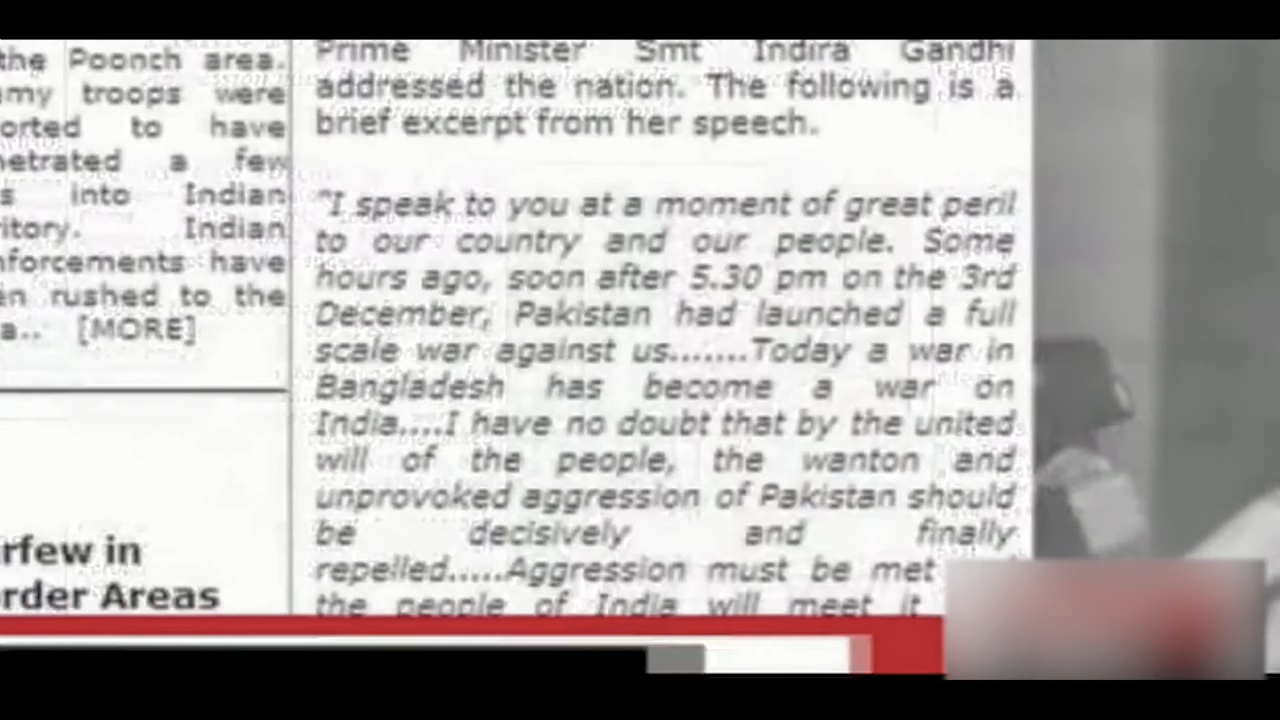 the Poonch area.
my troops were
orted to have
netrated a few
s into Indian
itory. Indian
nforcements have
en rushed to the
a.. [MORE]
rfew in
rder Areas
Prime Minister Smt Indira Gandhi
addressed the nation. The following is a
brief excerpt from her speech.
"I speak to you at a moment of great peril
to our country and our people. Some
hours ago, soon after 5.30 pm on the 3rd
December, Pakistan had launched a full
scale war against us.......Today a war in
Bangladesh has become a war on
India....I have no doubt that by the united
will of the people, the wanton and
unprovoked aggression of Pakistan should
be decisively and finally
repelled.....Aggression must be met
the people of India will meet it